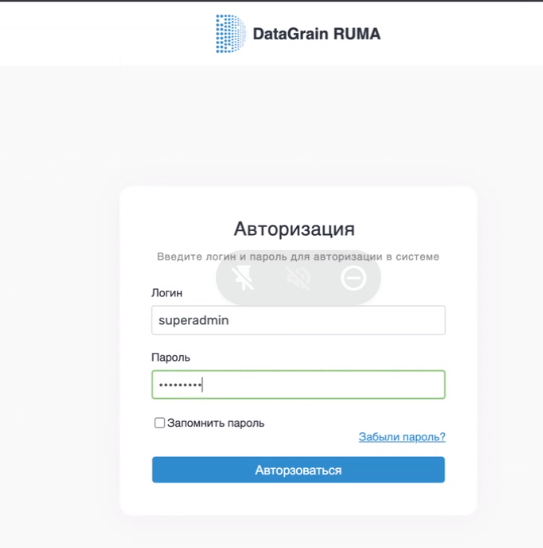 DataGrain RUMA
Авторизация
Введите логин и пароль для авторизации в системе
Логин
superadmin
Пароль
•••••••••
Запомнить пароль
Забыли пароль?
Авторзоваться